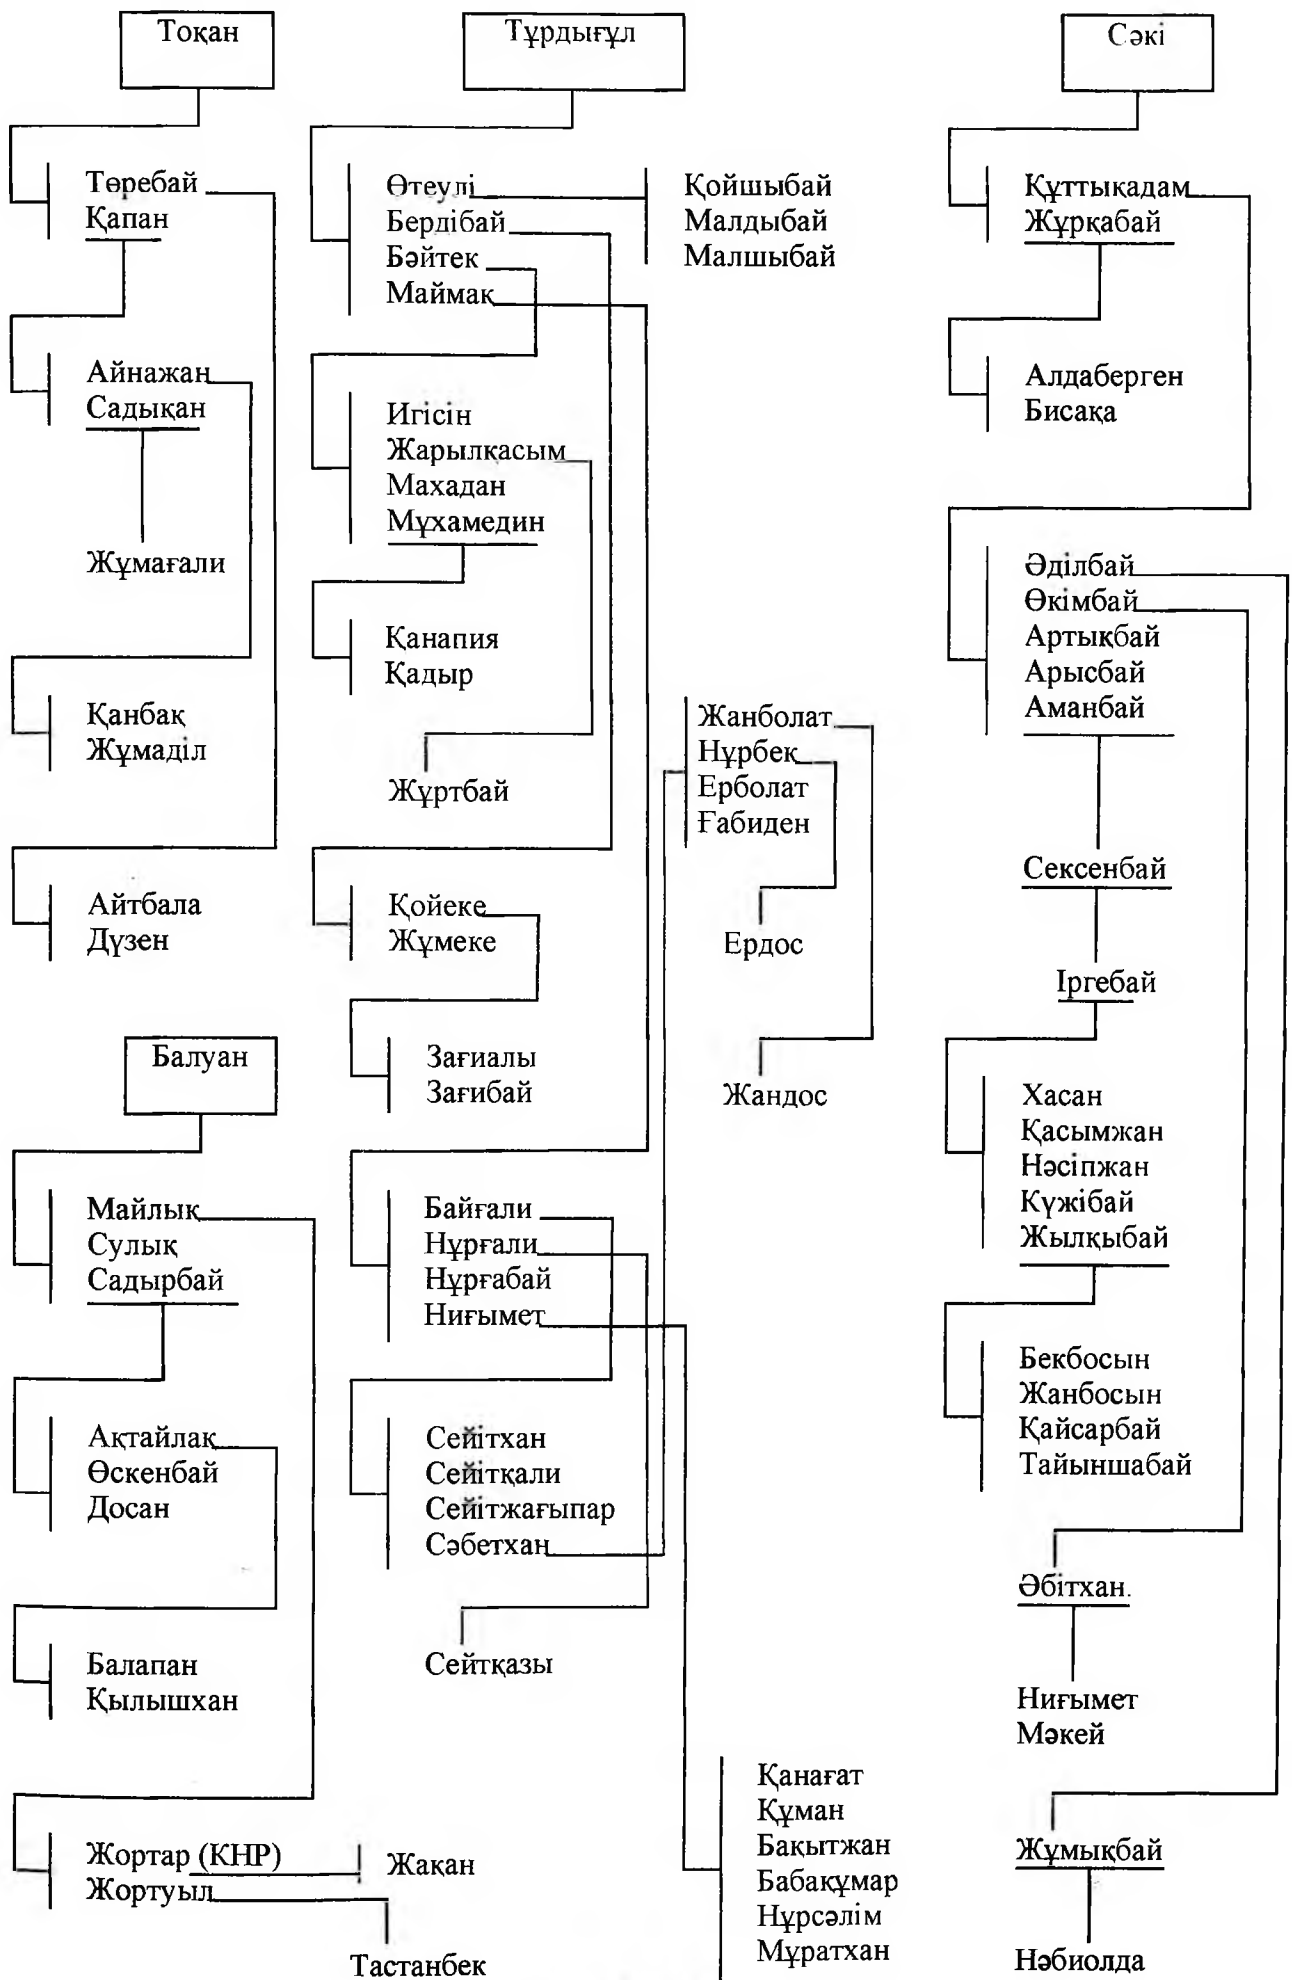 Тоқан
Төребай
Қапан
Айнажан
Садықан
Жұмағали
Қанбақ
Жұмаділ
Айтбала
Дүзен
Балуан
Майлық
Сулық
Садырбай
Ақтайлақ
Өскенбай
Досан
Балапан
Қылышхан
Жортар (КНР)
Жортуыл
Жақан
Тастанбек
Тұрдығұл
Өтеулі
Бердібай
Бәйтек
Маймақ
Қойшыбай
Малдыбай
Малшыбай
Игісін
Жарылқасым
Махадан
Мұхамедин
Қанапия
Қадыр
Жұртбай
Қойеке
Жұмеке
Зағиалы
Зағибай
Байғали
Нұрғали
Нұрғабай
Ниғымет
Сейітхан
Сейітқали
Сейітжағыпар
Сәбетхан
Сейтқазы
Жанболат
Нұрбек
Ерболат
Ғабиден
Ердос
Жандос
Қанағат
Құман
Бақытжан
Бабақұмар
Нұрсәлім
Мұратхан
Сәкі
Құттықадам
Жұрқабай
Алдаберген
Бисақа
Әділбай
Өкімбай
Артықбай
Арысбай
Аманбай
Сексенбай
Іргебай
Хасан
Қасымжан
Нәсіпжан
Күжібай
Жылқыбай
Бекбосын
Жанбосын
Қайсарбай
Тайыншабай
Әбітхан.
Ниғымет
Мәкей
Жұмықбай
Нәбиолда